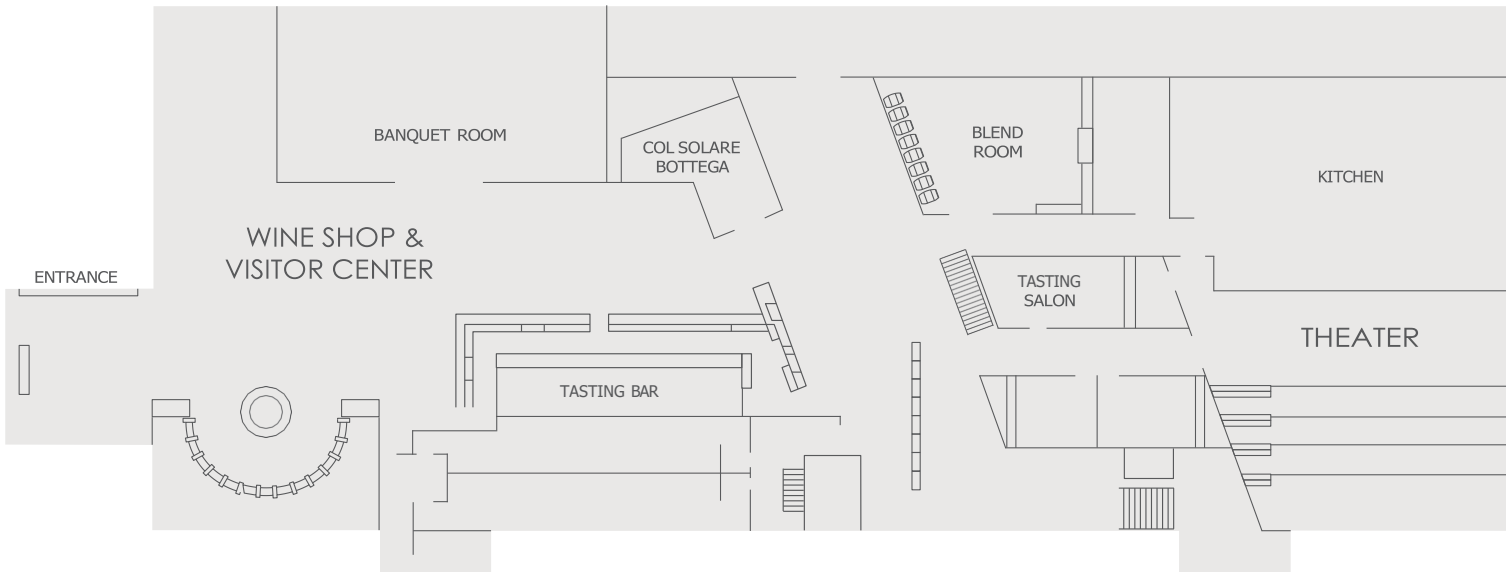 BANQUET ROOM
COL SOLARE
BOTTEGA
BLEND
ROOM
KITCHEN
WINE SHOP &
VISITOR CENTER
ENTRANCE
TASTING
SALON
THEATER
TASTING BAR